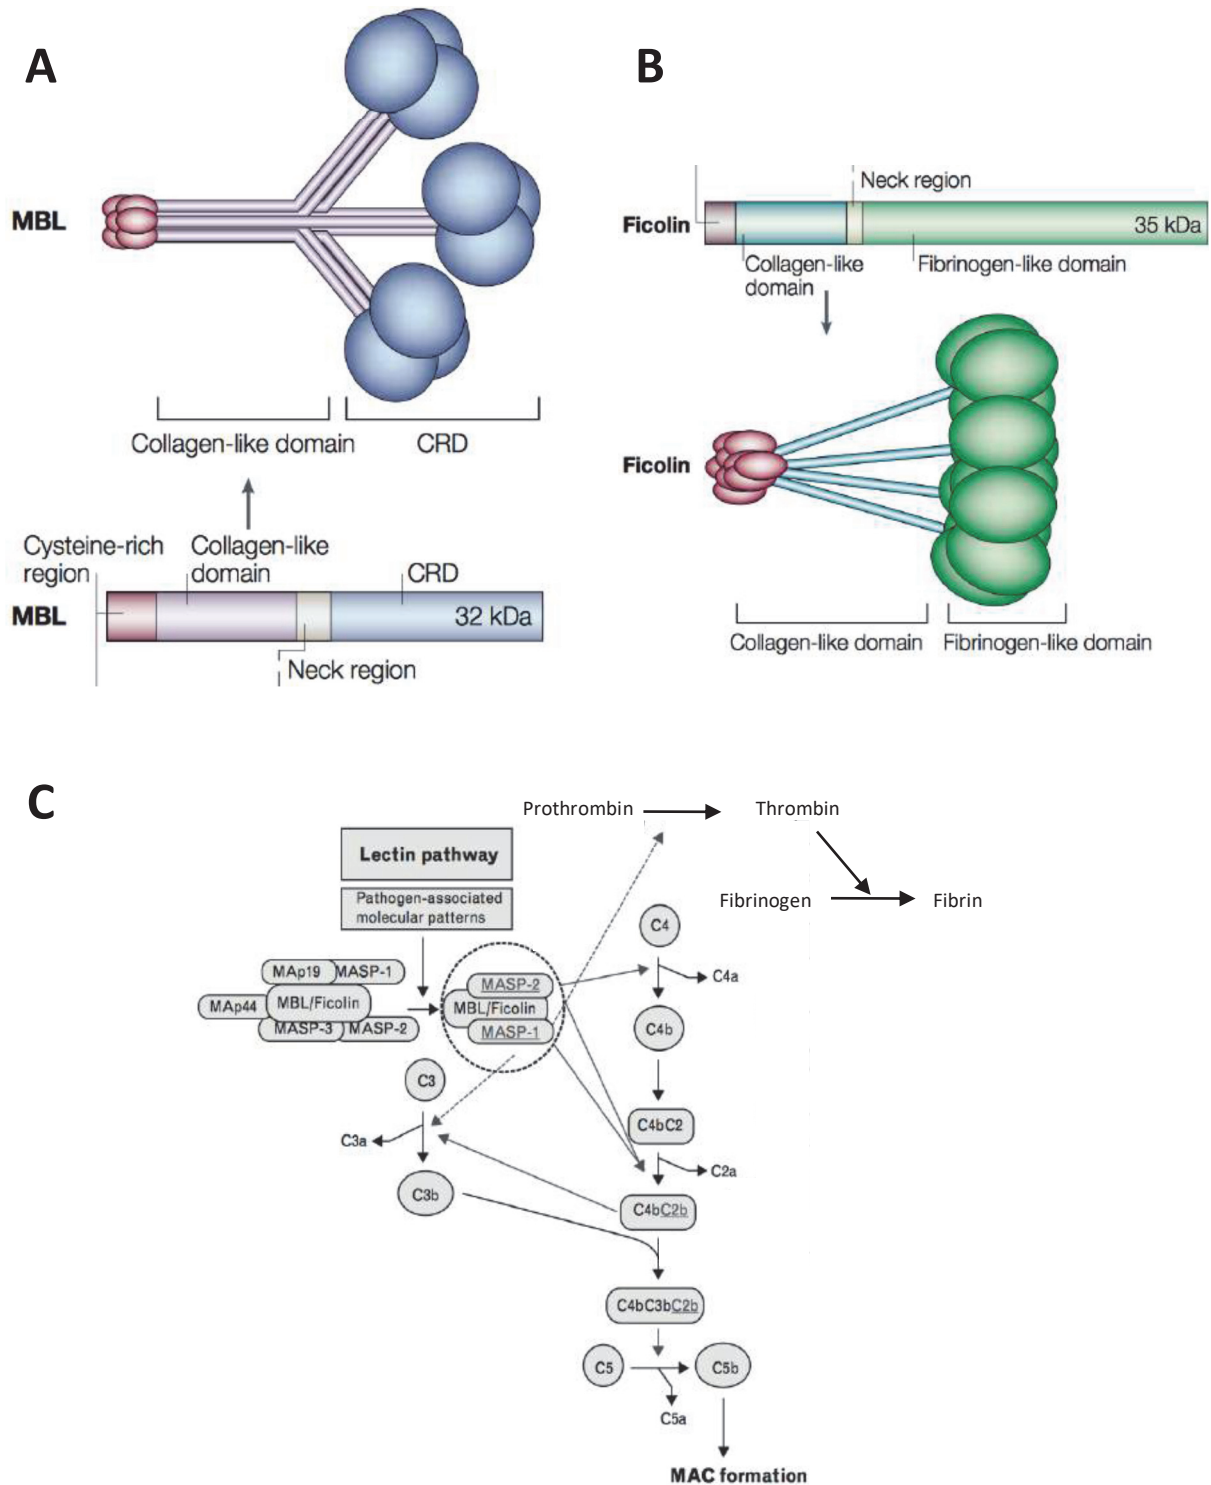 A
MBL
Collagen-like domain
CRD
Cysteine-rich
region
Collagen-like
domain
CRD
MBL
32 kDa
Neck region
B
Neck region
Ficolin
35 kDa
Collagen-like
domain
Fibrinogen-like domain
Ficolin
Collagen-like domain
Fibrinogen-like domain
C
Prothrombin
Thrombin
Fibrinogen
Fibrin
Lectin pathway
Pathogen-associated
molecular patterns
MAp19
MASP-1
MAp44
MBL/Ficolin
MASP-3
MASP-2
MASP-2
MBL/Ficolin
MASP-1
C4
C4a
C4b
C3
C3a
C3b
C4bC2
C2a
C4bC2b
C4bC3bC2b
C5
C5b
C5a
MAC formation